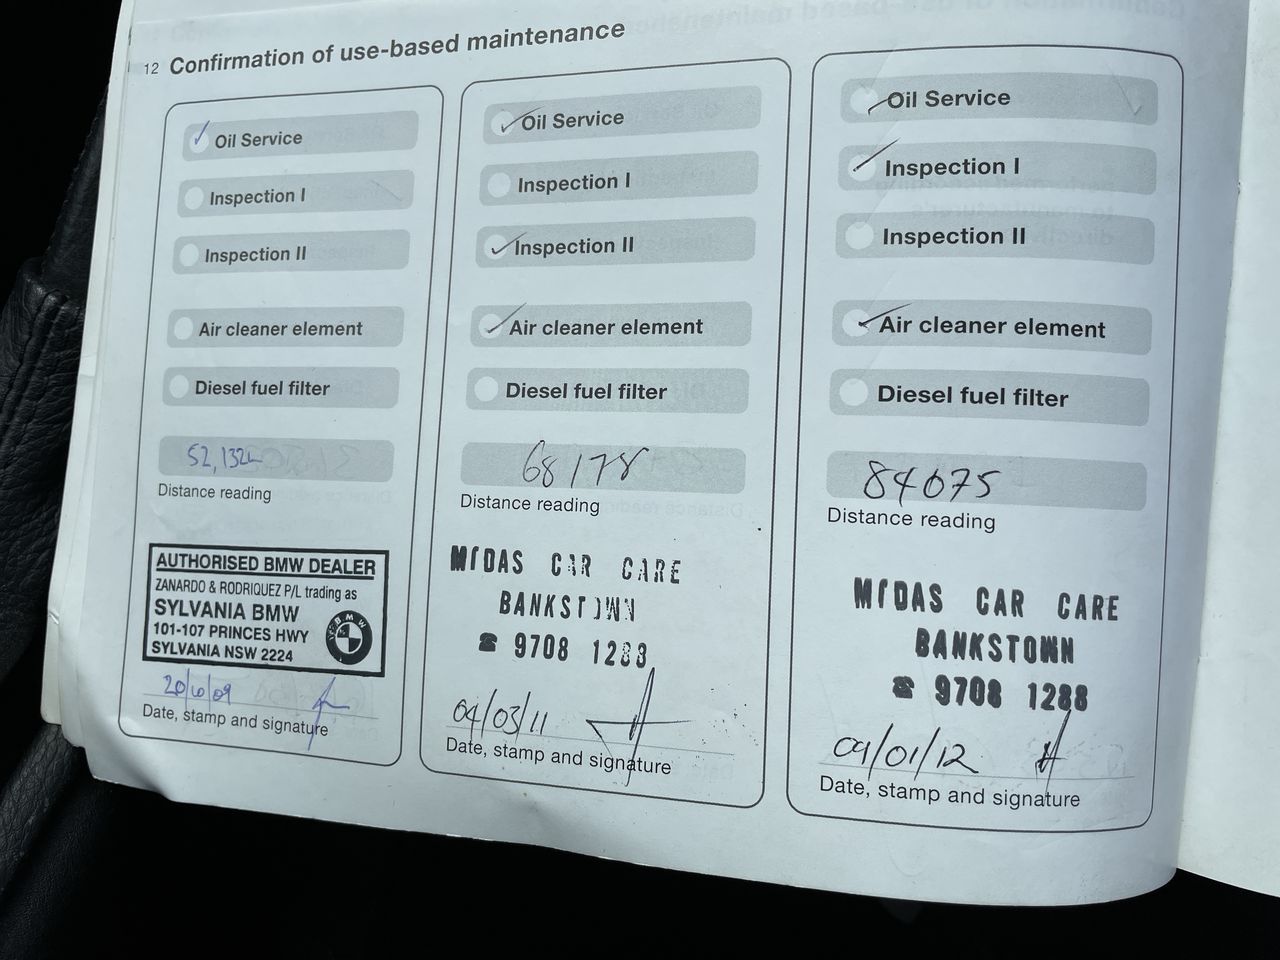 12 Confirmation of use-based maintenance
Oil Service
Inspection I
Inspection II
Air cleaner element
Diesel fuel filter
Distance reading
AUTHORISED BMW DEALER
ZANARDO & RODRIQUEZ P/L trading as
SYLVANIA BMW
101-107 PRINCES HWY
SYLVANIA NSW 2224
BMW
20/6/09
Date, stamp and signature
Oil Service
Inspection I
Inspection II
Air cleaner element
Diesel fuel filter
68178
Distance reading
MIDAS CAR CARE
BANKSTOWN
☎ 9708 1288
04/03/11
Date, stamp and signature
Oil Service
Inspection I
Inspection II
Air cleaner element
Diesel fuel filter
84075
Distance reading
MIDAS CAR CARE
BANKSTOWN
☎ 9708 1288
09/01/12
Date, stamp and signature